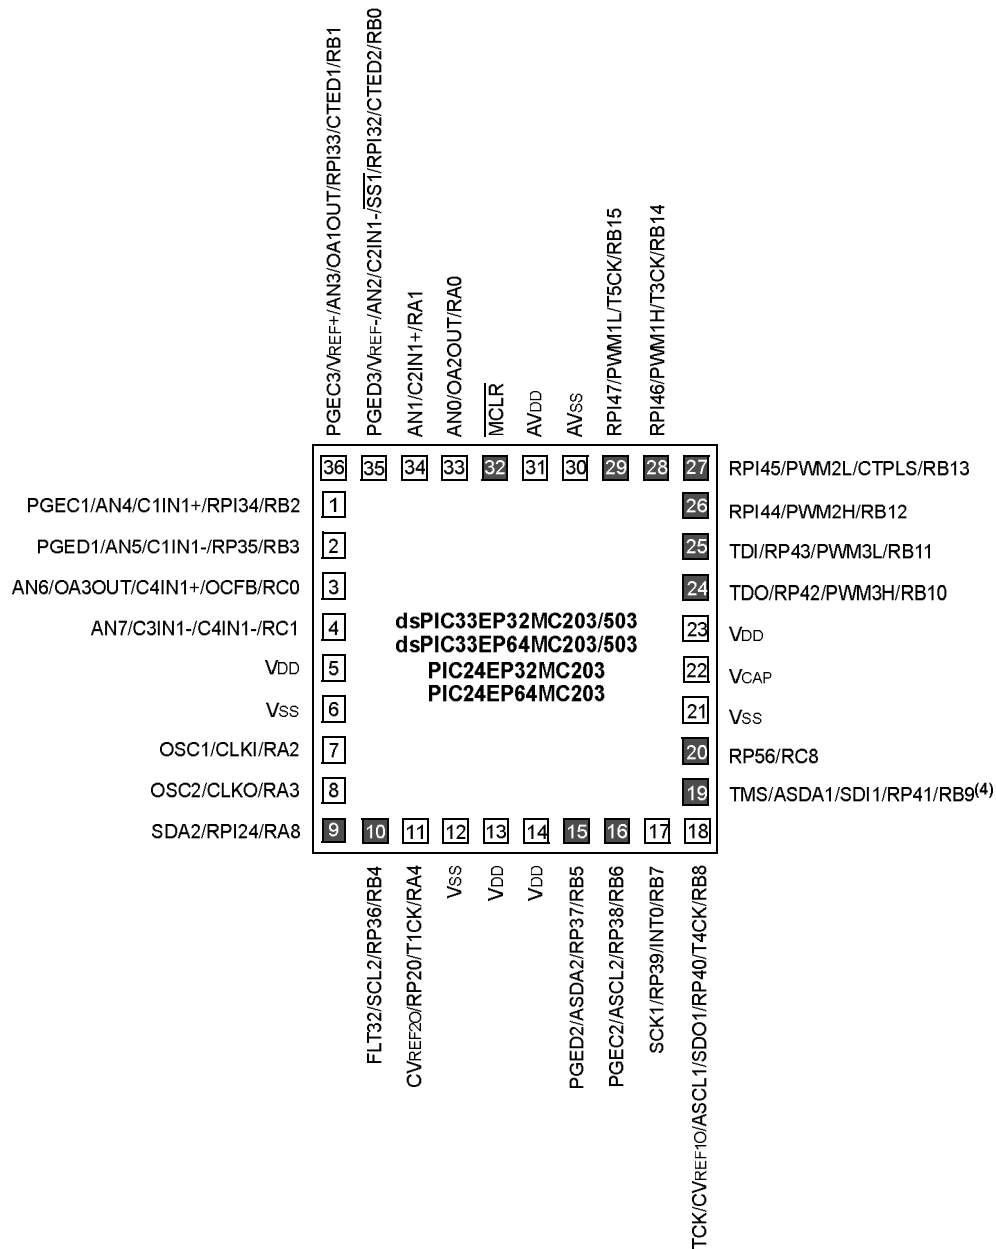 PGEC3/VREF+/AN3/OA1OUT/RPI33/CTED1/RB1
PGED3/VREF-/AN2/C2IN1-/SS1/RPI32/CTED2/RB0
AN1/C2IN1+/RA1
AN0/OA2OUT/RA0
MCLR
AVDD
AVSS
RPI47/PWM1L/T5CK/RB15
RPI46/PWM1H/T3CK/RB14
36 35 34 33 32 31 30 29 28 27 RPI45/PWM2L/CTPLS/RB13
PGEC1/AN4/C1IN1+/RPI34/RB2 1
26 RPI44/PWM2H/RB12
PGED1/AN5/C1IN1-/RP35/RB3 2
25 TDI/RP43/PWM3L/RB11
AN6/OA3OUT/C4IN1+/OCFB/RC0 3
24 TDO/RP42/PWM3H/RB10
AN7/C3IN1-/C4IN1-/RC1 4
23 VDD
dsPIC33EP32MC203/503
dsPIC33EP64MC203/503
PIC24EP32MC203
PIC24EP64MC203
VDD 5
22 VCAP
VSS 6
21 VSS
OSC1/CLKI/RA2 7
20 RP56/RC8
OSC2/CLKO/RA3 8
19 TMS/ASDA1/SDI1/RP41/RB9(4)
SDA2/RPI24/RA8 9 10 11 12 13 14 15 16 17 18
FLT32/SCL2/RP36/RB4
CVREF2O/RP20/T1CK/RA4
VSS
VDD
VDD
PGED2/ASDA2/RP37/RB5
PGEC2/ASCL2/RP38/RB6
SCK1/RP39/INT0/RB7
TCK/CVREF1O/ASCL1/SDO1/RP40/T4CK/RB8